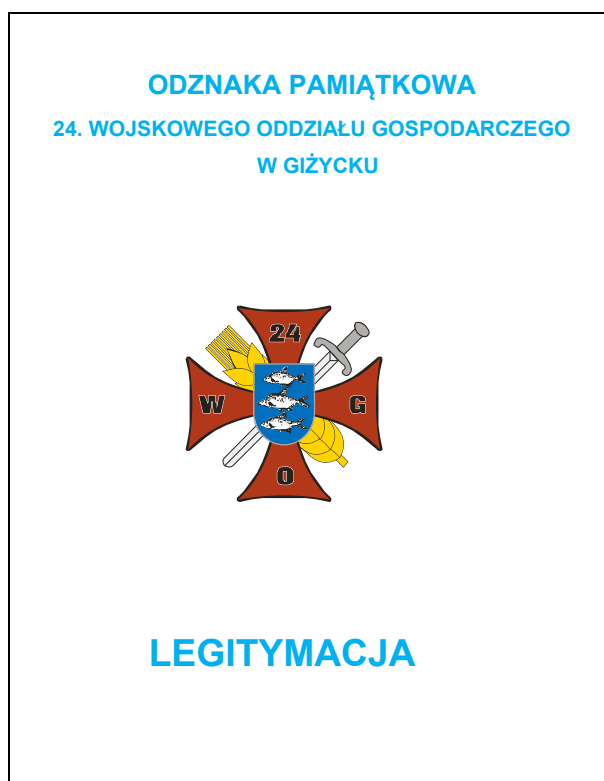 ODZNAKA PAMIĄTKOWA
24. WOJSKOWEGO ODDZIAŁU GOSPODARCZEGO
W GIŻYCKU
24
W G
O
LEGITYMACJA